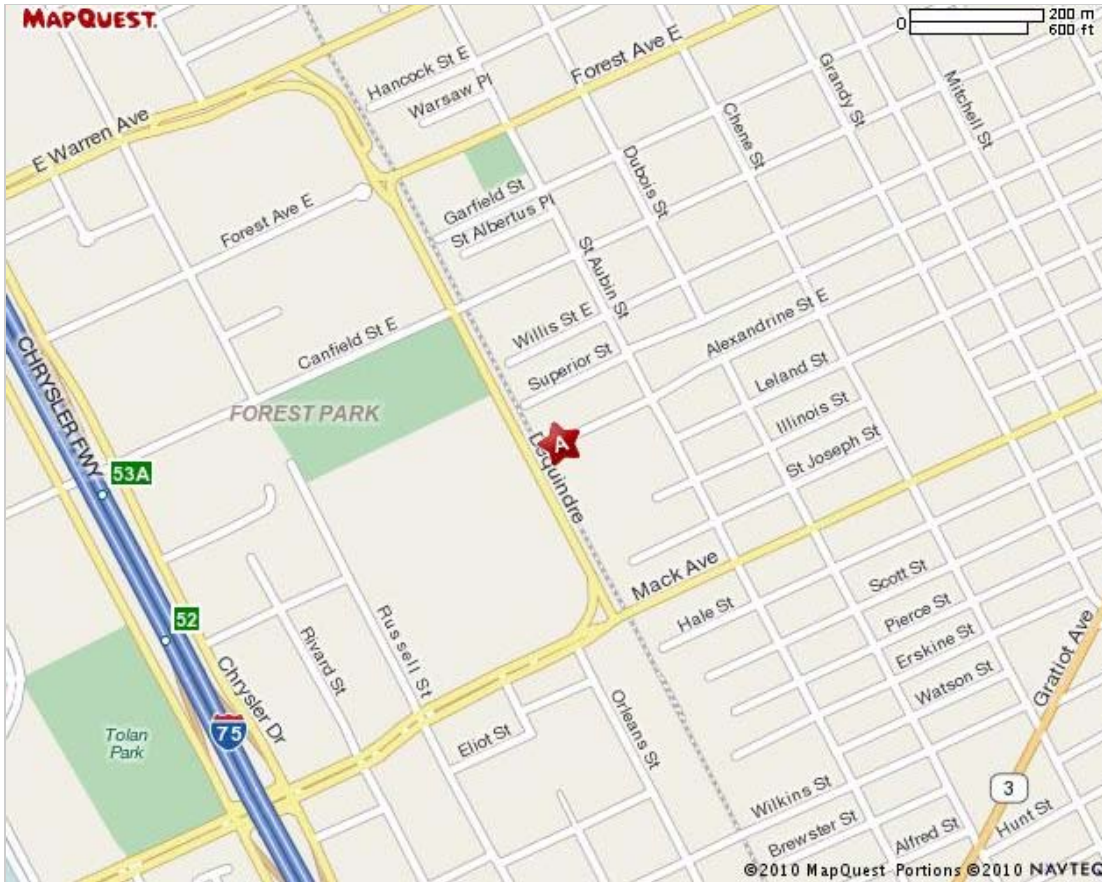 MAPQUEST.
0
200 m
600 ft
Hancock St E
Warsaw Pl
Forest Ave E
Grandy St
Mitchell St
E Warren Ave
Chene St
Dubois St
Garfield St
St Albertus Pl
Forest Ave E
St Aubin St
Willis St E
Superior St
Alexandrine St E
Canfield St E
Leland St
CHRYSLER FWY
FOREST PARK
Illinois St
A
St Joseph St
53A
Dequindre
Mack Ave
Scott St
52
Hale St
Pierce St
Russell St
Rivard St
Erskine St
Gratiot Ave
Chrysler Dr
Watson St
Orleans St
75
Tolan
Park
Eliot St
3
Wilkins St
Brewster St
Alfred St
Hunt St
©2010 MapQuest Portions ©2010 NAVTEQ